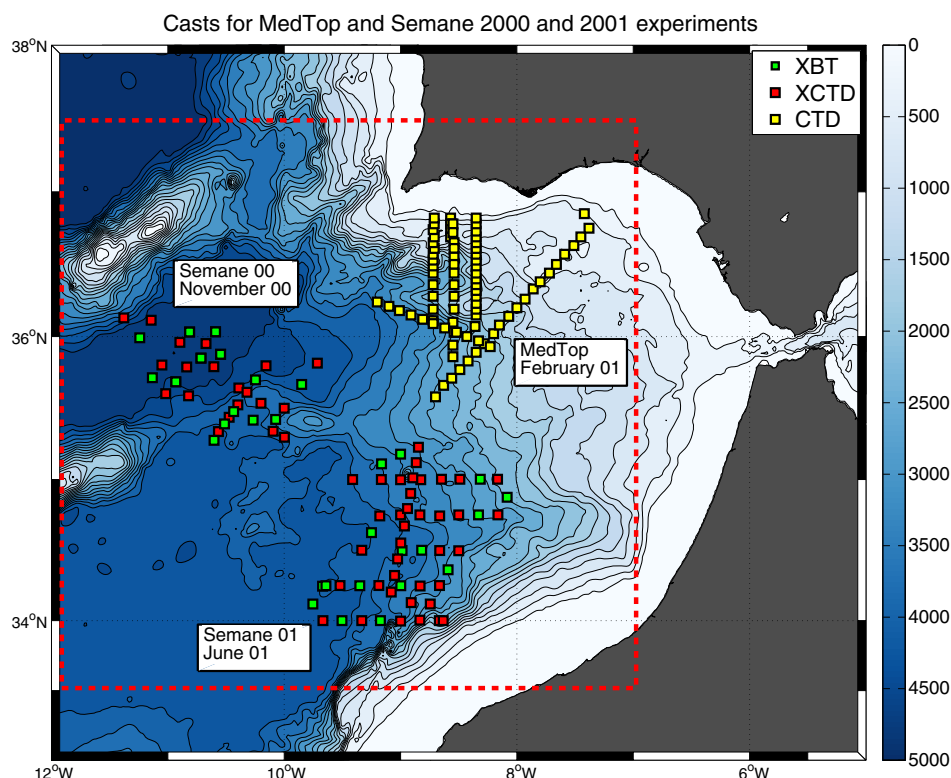 Casts for MedTop and Semane 2000 and 2001 experiments
38°N
36°N
34°N
12°W
10°W
8°W
6°W
XBT
XCTD
CTD
Semane 00
November 00
MedTop
February 01
Semane 01
June 01
0
500
1000
1500
2000
2500
3000
3500
4000
4500
5000